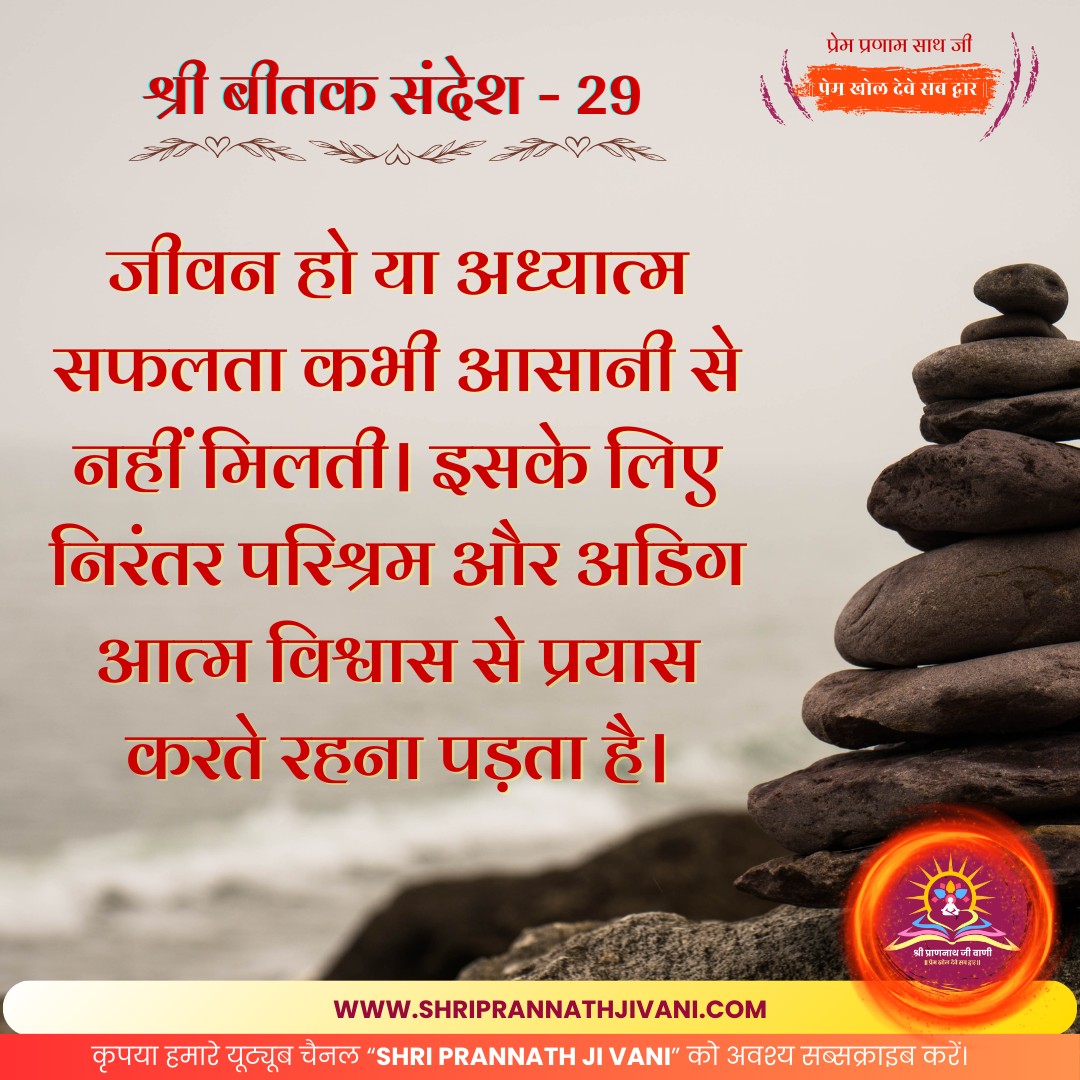 श्री बीतक संदेश - 29
प्रेम प्रणाम साथ जी
प्रेम खोल देवे सब द्वार
जीवन हो या अध्यात्म
सफलता कभी आसानी से
नहीं मिलती। इसके लिए
निरंतर परिश्रम और अडिग
आत्म विश्वास से प्रयास
करते रहना पड़ता है।
श्री प्राणनाथ जी वाणी
॥ प्रेम खोल देवे सब द्वार ॥
WWW.SHRIPRANNATHJIVANI.COM
कृपया हमारे यूट्यूब चैनल “SHRI PRANNATH JI VANI” को अवश्य सब्सक्राइब करें।